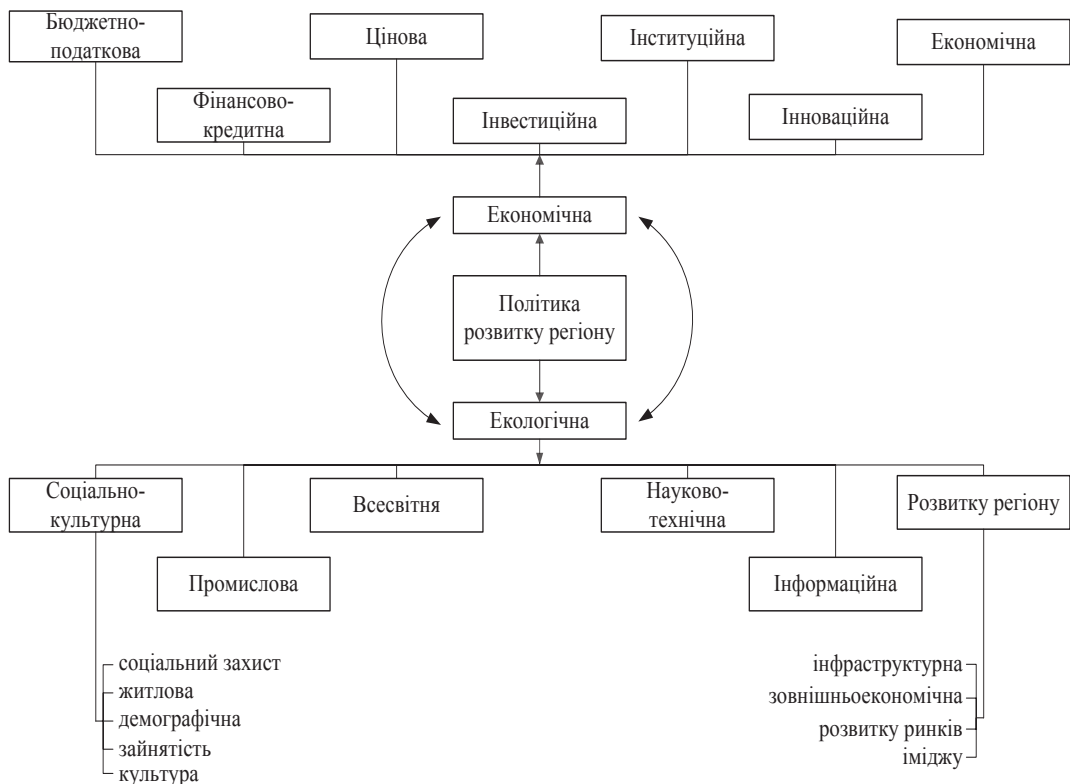 Бюджетно-
податкова
Цінова
Інституційна
Економічна
Фінансово-
кредитна
Інвестиційна
Інноваційна
Економічна
Політика
розвитку регіону
Екологічна
Соціально-
культурна
Всесвітня
Науково-
технічна
Розвитку регіону
Промислова
Інформаційна
соціальний захист
житлова
демографічна
зайнятість
культура
інфраструктурна
зовнішньоекономічна
розвитку ринків
іміджу